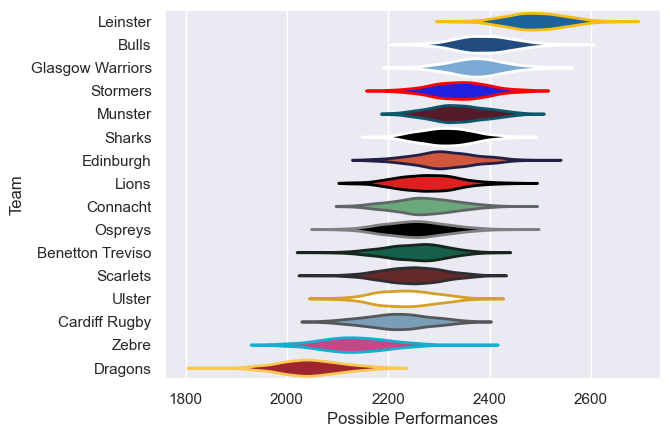 Leinster
Bulls
Glasgow Warriors
Stormers
Munster
Sharks
Edinburgh
Lions
Connacht
Ospreys
Benetton Treviso
Scarlets
Ulster
Cardiff Rugby
Zebre
Dragons
Team
1800 2000 2200 2400 2600
Possible Performances